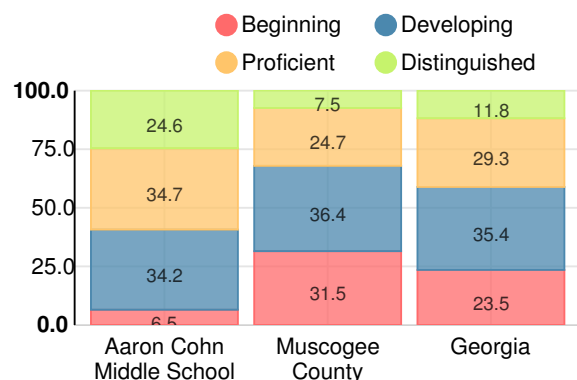 Beginning Developing
Proficient Distinguished
100.0
75.0
50.0
25.0
0.0
24.6
34.7
34.2
6.5
7.5
24.7
36.4
31.5
11.8
29.3
35.4
23.5
Aaron Cohn
Middle School
Muscogee
County
Georgia